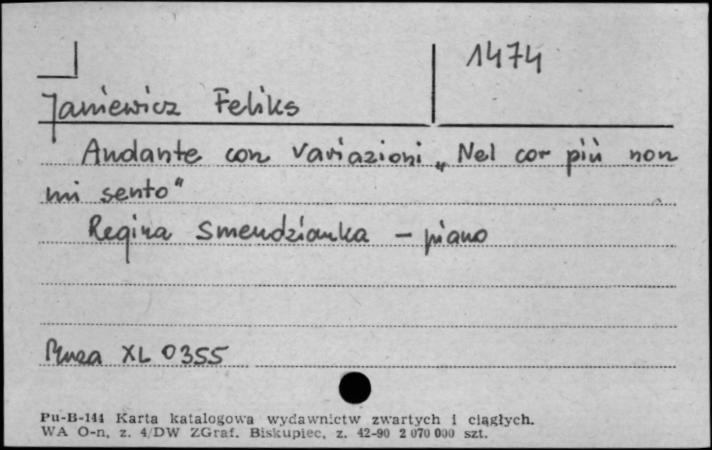 1474
Janiewicz Feliks
Andante con variazioni „Nel cor più non
mi sento"
Regina Smendzianka – piano
Muza XL 0355
Pu-B-144 Karta katalogowa wydawnictw zwartych i ciągłych.
WA O-n, z. 4/DW ZGraf. Biskupiec, z. 42-90 2 070 000 szt.